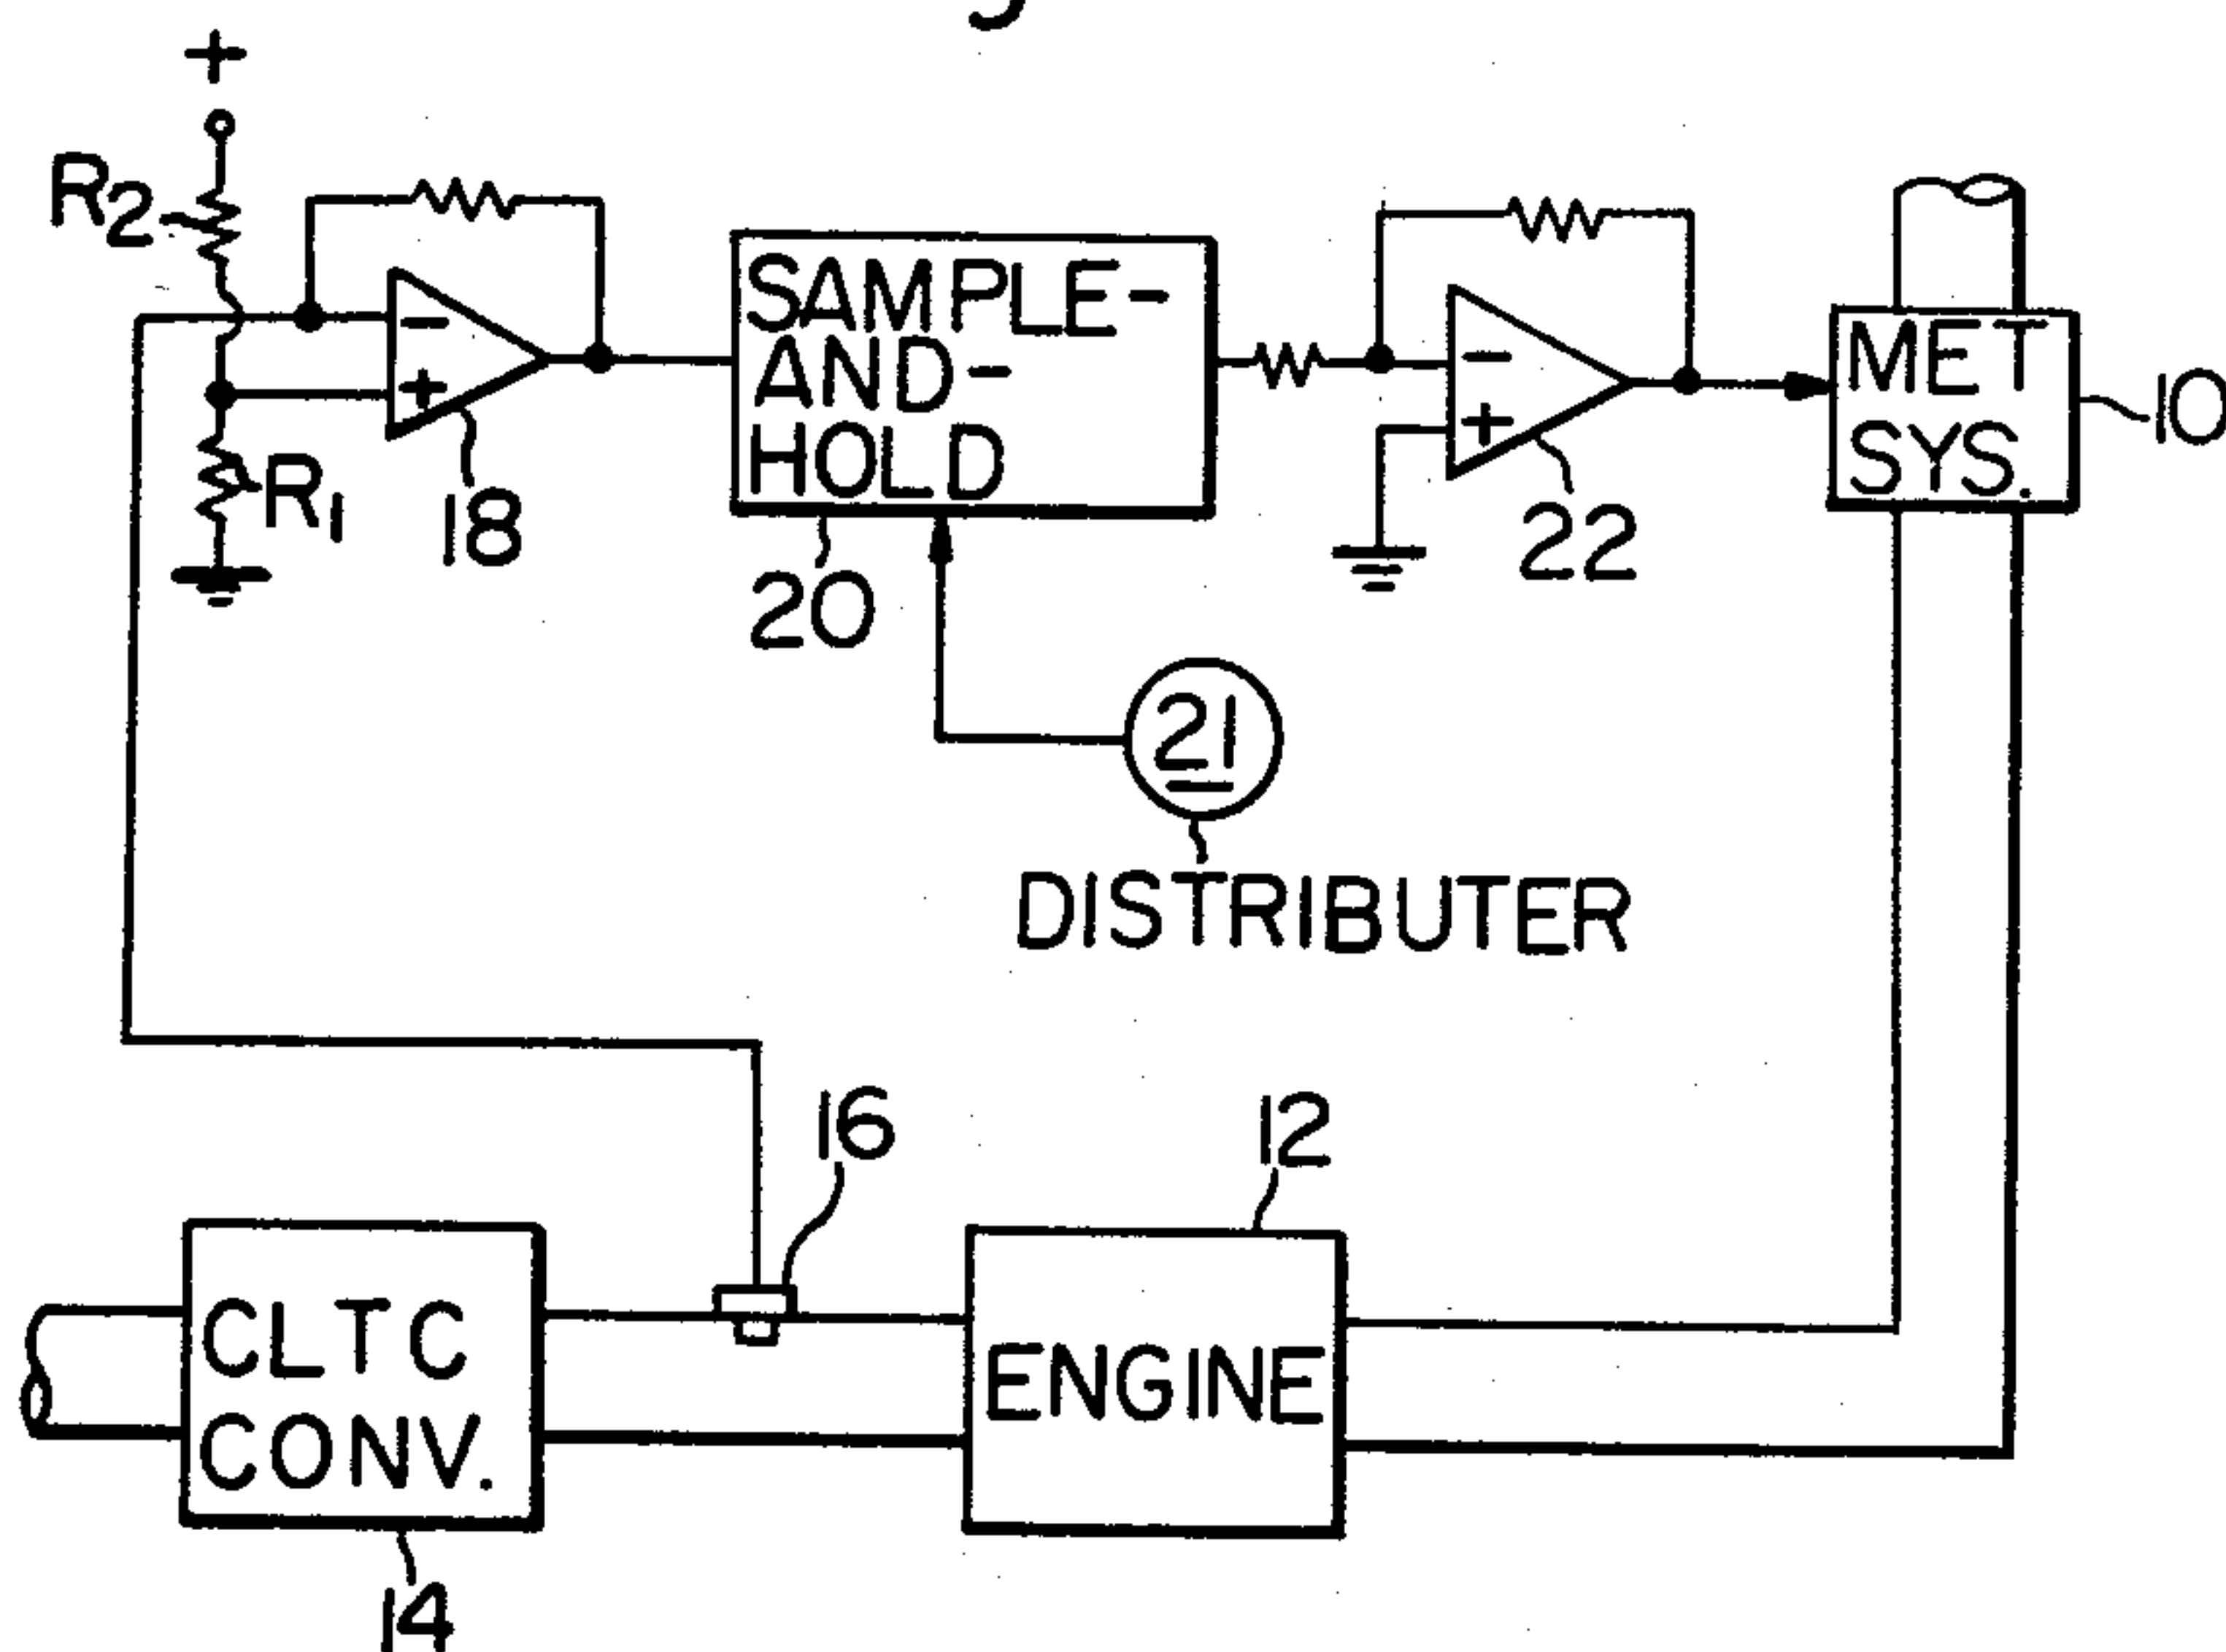 +
R2
R1
-
+
18
SAMPLE-
AND-
HOLD
20
21
DISTRIBUTER
-
+
22
MET
SYS.
10
16
12
CLTC
CONV.
14
ENGINE